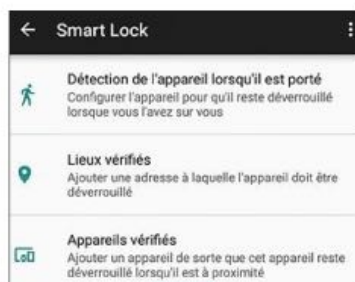 Smart Lock
Détection de l'appareil lorsqu'il est porté
Configurer l'appareil pour qu'il reste déverrouillé
lorsque vous l'avez sur vous
Lieux vérifiés
Ajouter une adresse à laquelle l'appareil doit être
déverrouillé
Appareils vérifiés
Ajouter un appareil de sorte que cet appareil reste
déverrouillé lorsqu'il est à proximité